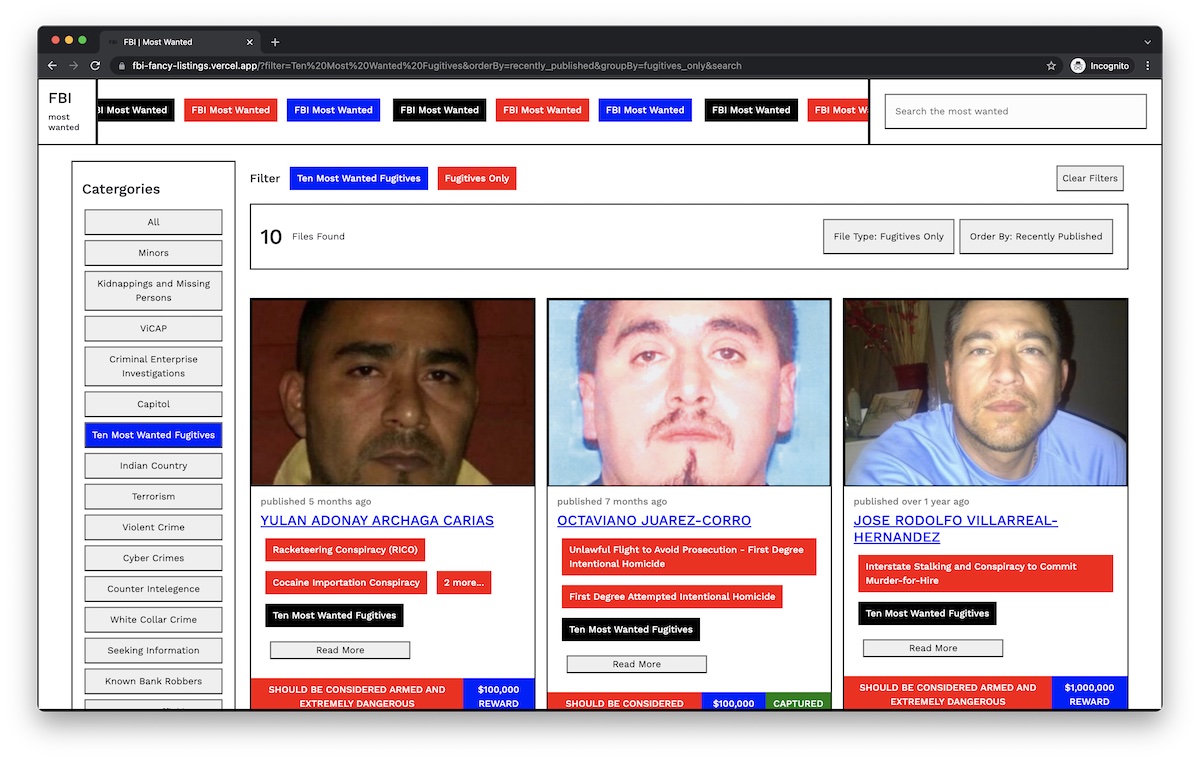 FBI | Most Wanted
fbi-fancy-listings.vercel.app/?filter=Ten%20Most%20Wanted%20Fugitives&orderBy=recently_published&groupBy=fugitives_only&search
Incognito
FBI
most
wanted
BI Most Wanted
FBI Most Wanted
FBI Most Wanted
FBI Most Wanted
FBI Most Wanted
FBI Most Wanted
FBI Most Wanted
FBI Most W
Search the most wanted
Catergories
All
Minors
Kidnappings and Missing
Persons
ViCAP
Criminal Enterprise
Investigations
Capitol
Ten Most Wanted Fugitives
Indian Country
Terrorism
Violent Crime
Cyber Crimes
Counter Intelegence
White Collar Crime
Seeking Information
Known Bank Robbers
Filter
Ten Most Wanted Fugitives
Fugitives Only
Clear Filters
10 Files Found
File Type: Fugitives Only
Order By: Recently Published
published 5 months ago
YULAN ADONAY ARCHAGA CARIAS
Racketeering Conspiracy (RICO)
Cocaine Importation Conspiracy
2 more...
Ten Most Wanted Fugitives
Read More
SHOULD BE CONSIDERED ARMED AND
EXTREMELY DANGEROUS
$100,000
REWARD
published 7 months ago
OCTAVIANO JUAREZ-CORRO
Unlawful Flight to Avoid Prosecution - First Degree
Intentional Homicide
First Degree Attempted Intentional Homicide
Ten Most Wanted Fugitives
Read More
SHOULD BE CONSIDERED
$100,000
CAPTURED
published over 1 year ago
JOSE RODOLFO VILLARREAL-
HERNANDEZ
Interstate Stalking and Conspiracy to Commit
Murder-for-Hire
Ten Most Wanted Fugitives
Read More
SHOULD BE CONSIDERED ARMED AND
EXTREMELY DANGEROUS
$1,000,000
REWARD